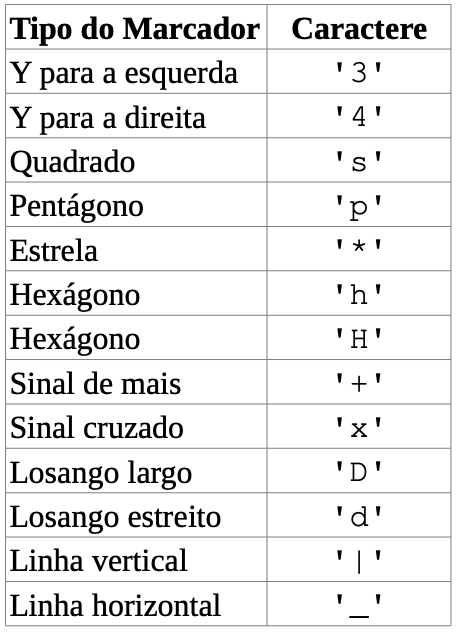 Tipo do Marcador Caractere
Y para a esquerda '3'
Y para a direita '4'
Quadrado 's'
Pentágono 'p'
Estrela '*'
Hexágono 'h'
Hexágono 'H'
Sinal de mais '+'
Sinal cruzado 'x'
Losango largo 'D'
Losango estreito 'd'
Linha vertical '|'
Linha horizontal '_'